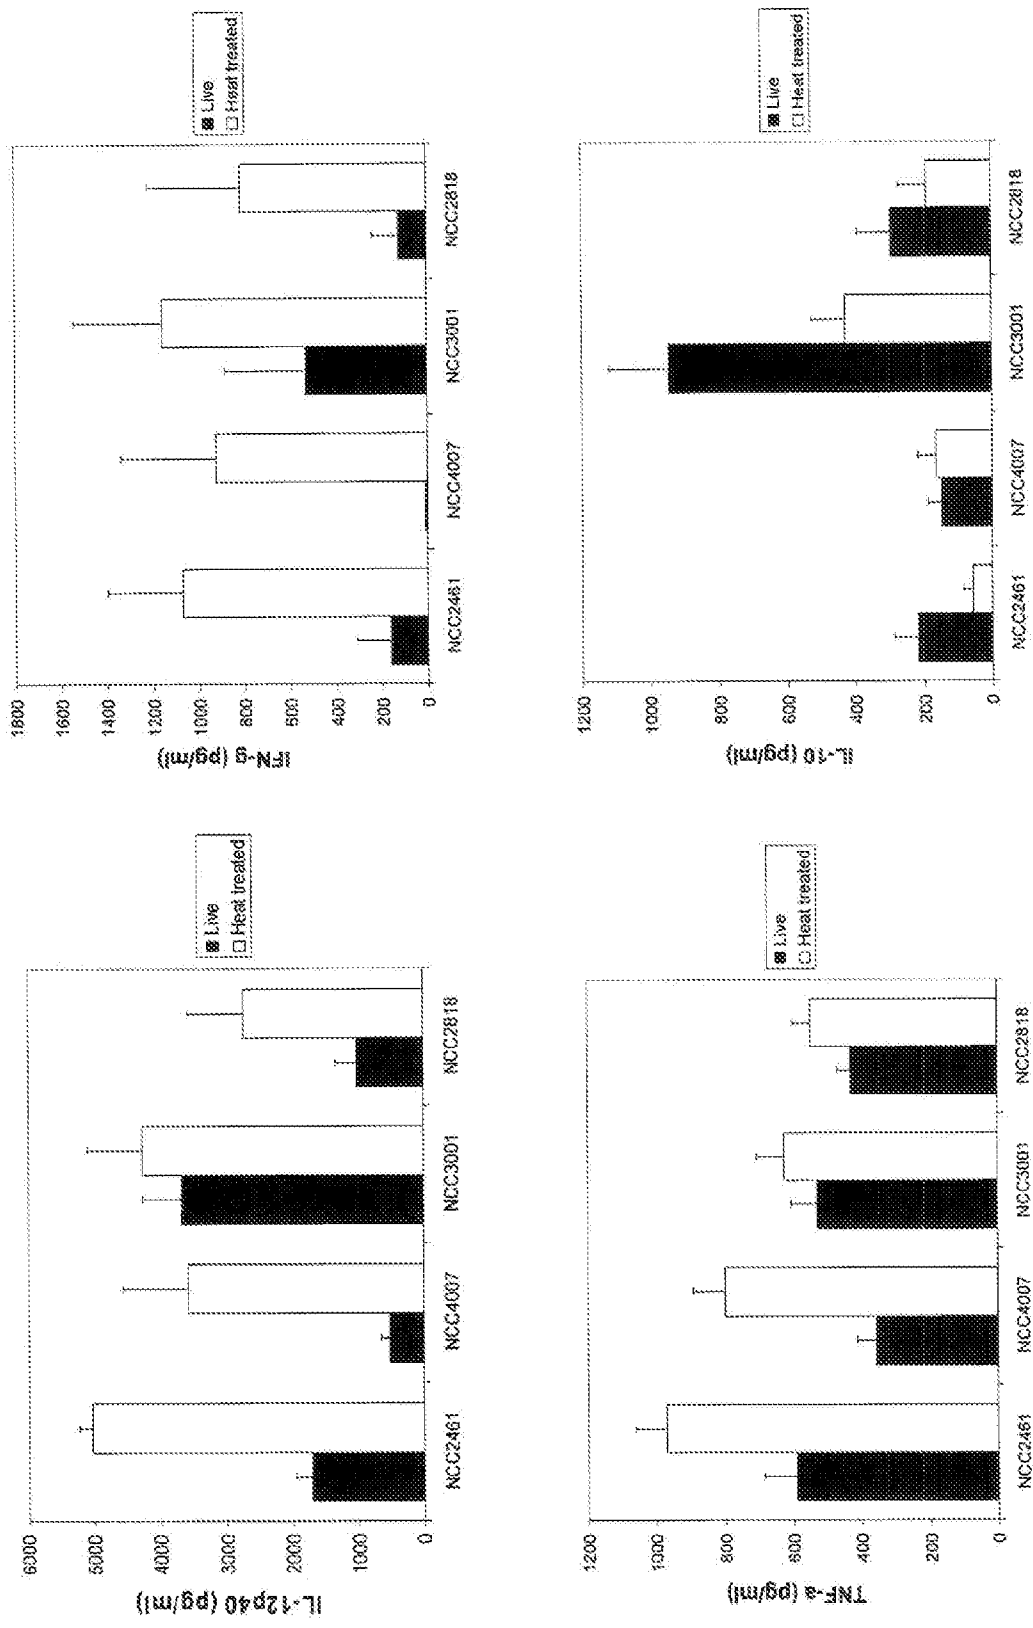 IL-12p40 (pg/ml)
6000
5000
4000
3000
2000
1000
0
NCC2461
NCC4007
NCC3001
NCC2818
Live
Heat treated
IFN-g (pg/ml)
1800
1600
1400
1200
1000
800
600
400
200
0
NCC2461
NCC4007
NCC3001
NCC2818
Live
Heat treated
TNF-a (pg/ml)
1200
1000
800
600
400
200
0
NCC2461
NCC4007
NCC3001
NCC2818
Live
Heat treated
IL-10 (pg/ml)
1200
1000
800
600
400
200
0
NCC2461
NCC4007
NCC3001
NCC2818
Live
Heat treated